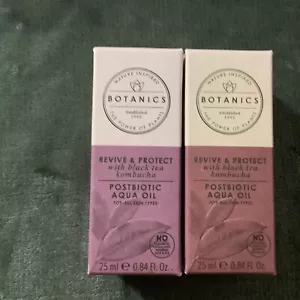 NATURE INSPIRED
BOTANICS
Established
1995
THE POWER OF PLANTS
REVIVE & PROTECT
with black tea
kombucha
POSTBIOTIC
AQUA OIL
FOR ALL SKIN TYPES
NO
25 ml ℮ 0.84 fl. Oz.
NATURE INSPIRED
BOTANICS
Established
1995
THE POWER OF PLANTS
REVIVE & PROTECT
with black tea
kombucha
POSTBIOTIC
AQUA OIL
FOR ALL SKIN TYPES
NO
25 ml ℮ 0.84 fl. Oz.